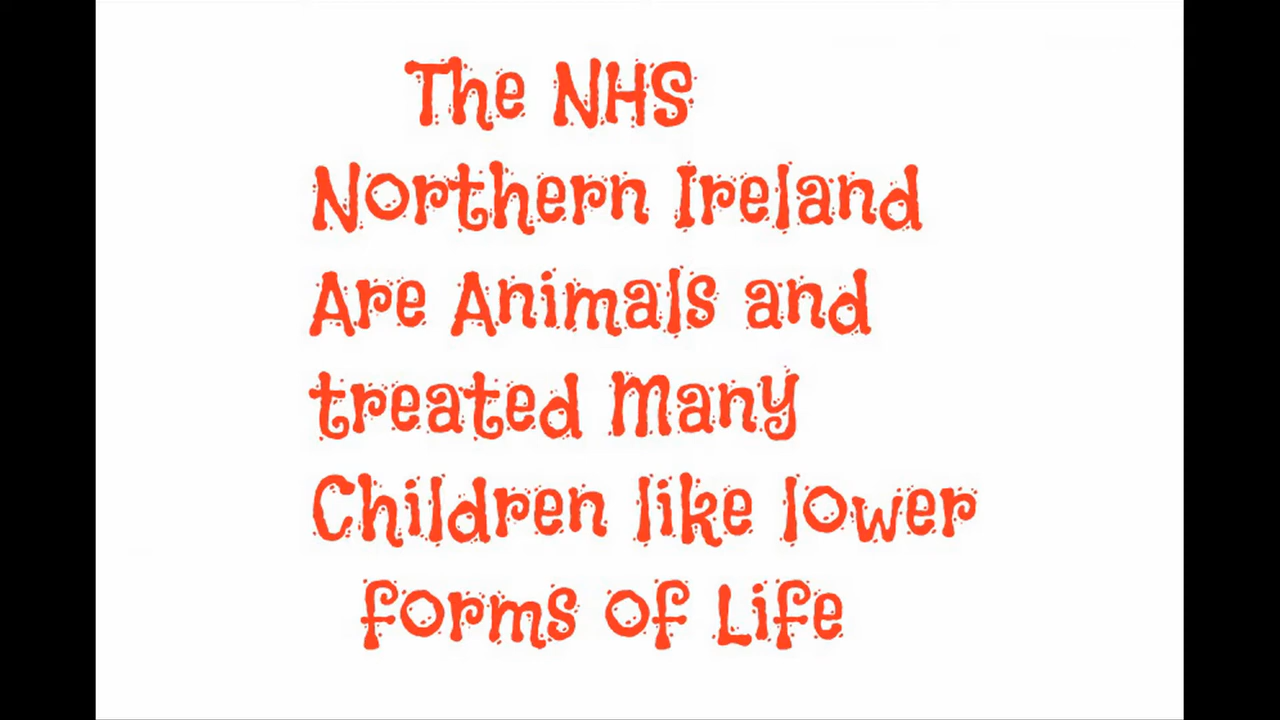 The NHS
Northern Ireland
Are Animals and
treated Many
Children like lower
forms of Life